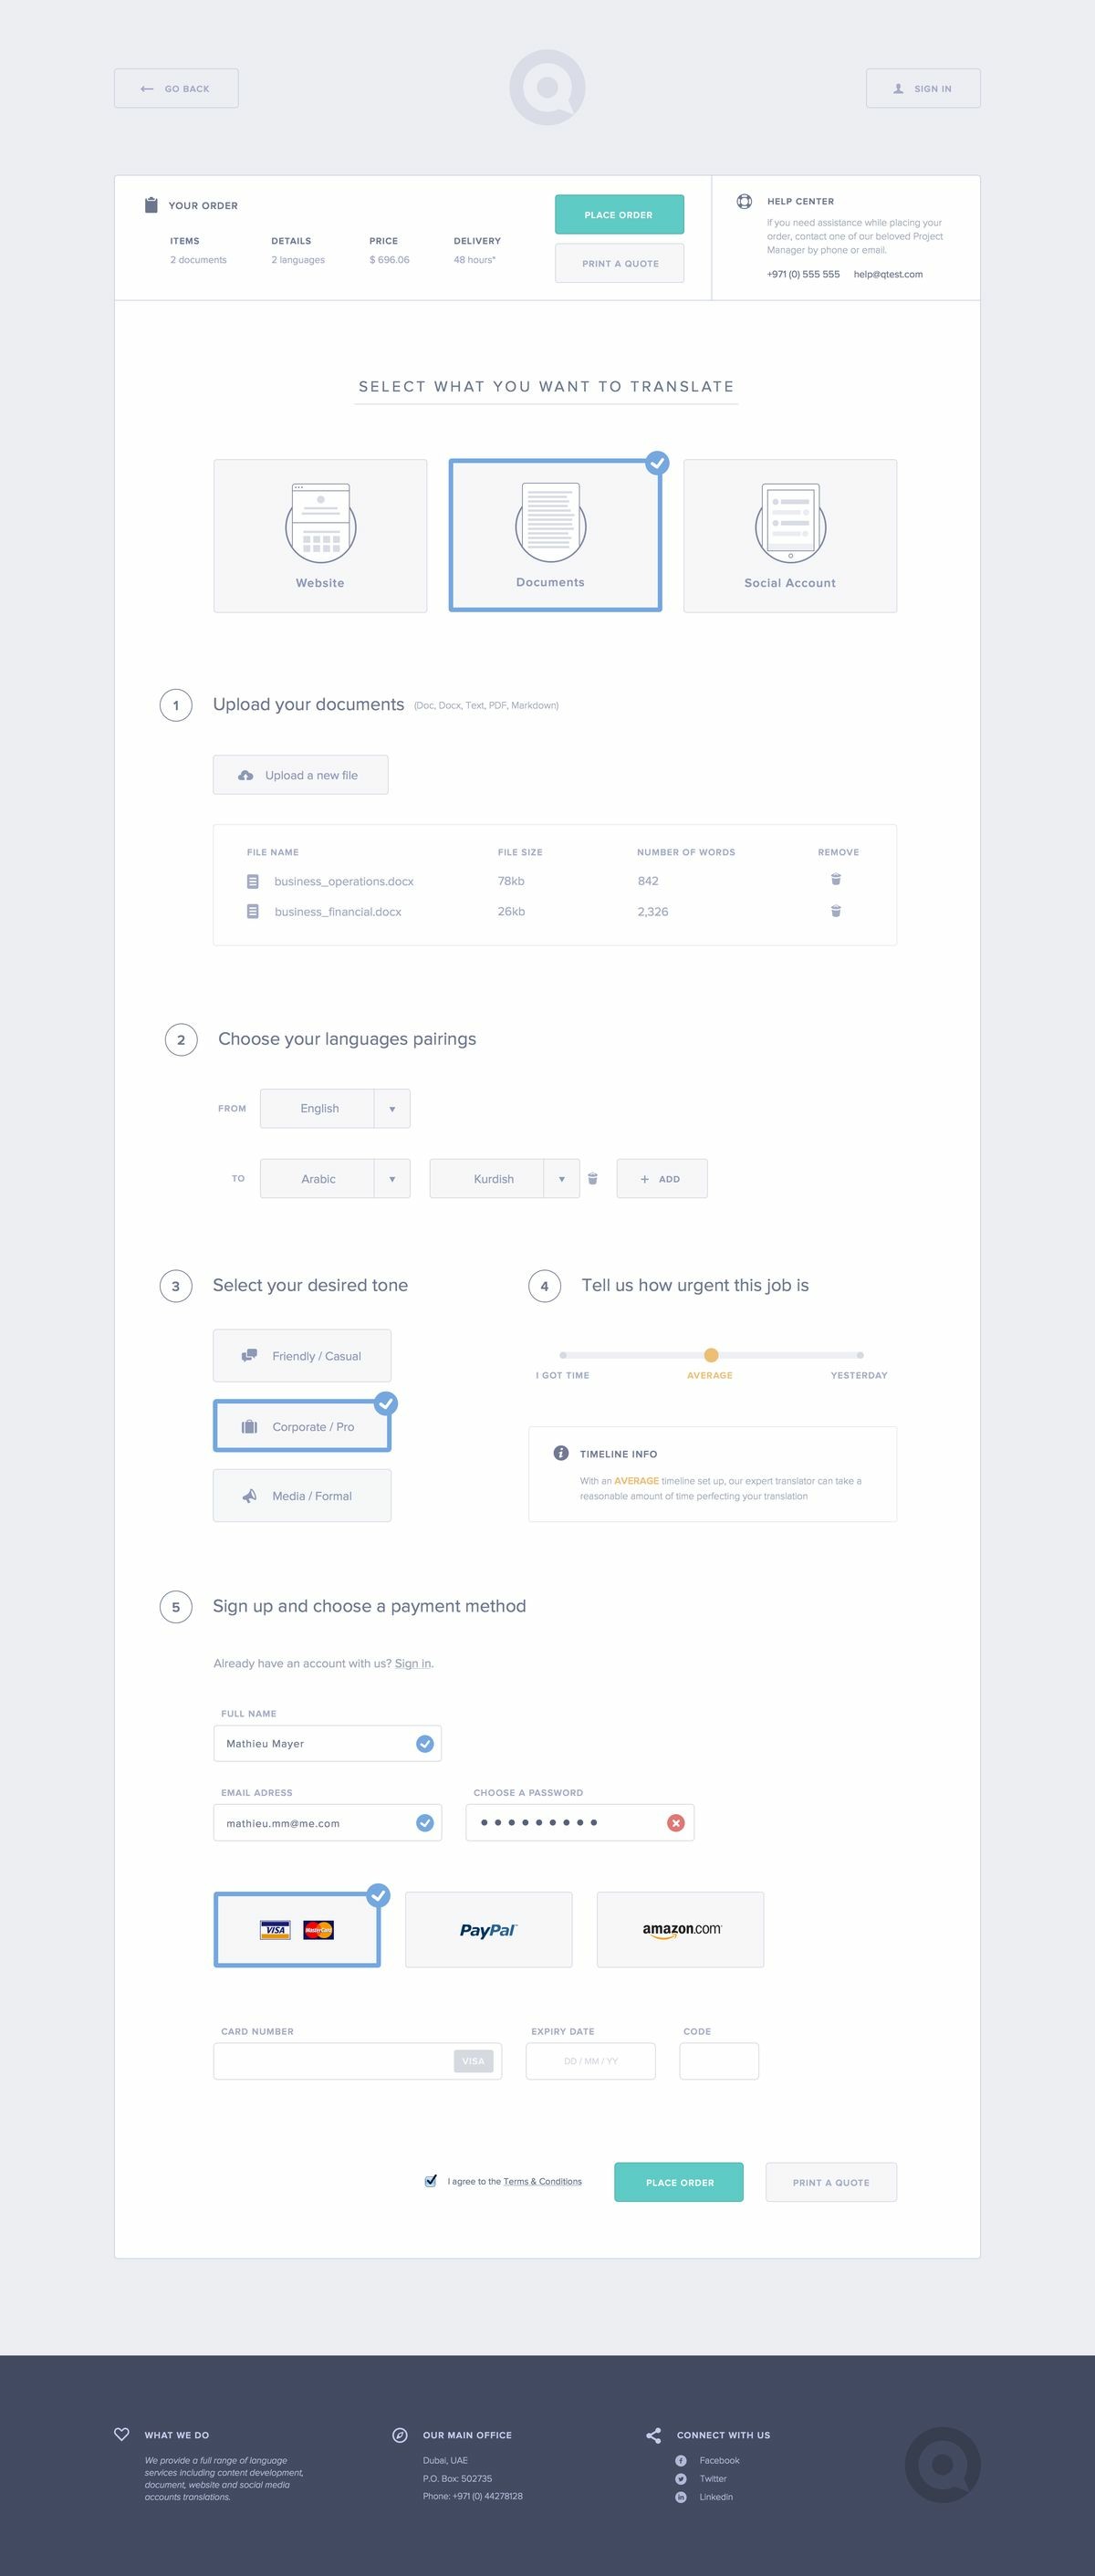 GO BACK
SIGN IN
YOUR ORDER
ITEMS
DETAILS
PRICE
DELIVERY
2 documents
2 languages
$ 696.06
48 hours*
PLACE ORDER
PRINT A QUOTE
HELP CENTER
If you need assistance while placing your
order, contact one of our beloved Project
Manager by phone or email.
+971 (0) 555 555 help@qtest.com
SELECT WHAT YOU WANT TO TRANSLATE
Website
Documents
Social Account
1 Upload your documents (Doc, Docx, Text, PDF, Markdown)
Upload a new file
FILE NAME FILE SIZE NUMBER OF WORDS REMOVE
business_operations.docx 78kb 842
business_financial.docx 26kb 2,326
2 Choose your languages pairings
FROM English
TO Arabic Kurdish + ADD
3 Select your desired tone
Friendly / Casual
Corporate / Pro
Media / Formal
4 Tell us how urgent this job is
I GOT TIME AVERAGE YESTERDAY
TIMELINE INFO
With an AVERAGE timeline set up, our expert translator can take a
reasonable amount of time perfecting your translation
5 Sign up and choose a payment method
Already have an account with us? Sign in.
FULL NAME
Mathieu Mayer
EMAIL ADRESS CHOOSE A PASSWORD
mathieu.mm@me.com
VISA MasterCard PayPal amazon.com
CARD NUMBER EXPIRY DATE CODE
VISA DD / MM / YY
I agree to the Terms & Conditions PLACE ORDER PRINT A QUOTE
WHAT WE DO
We provide a full range of language
services including content development,
document, website and social media
accounts translations.
OUR MAIN OFFICE
Dubai, UAE
P.O. Box: 502735
Phone: +971 (0) 44278128
CONNECT WITH US
Facebook
Twitter
Linkedin